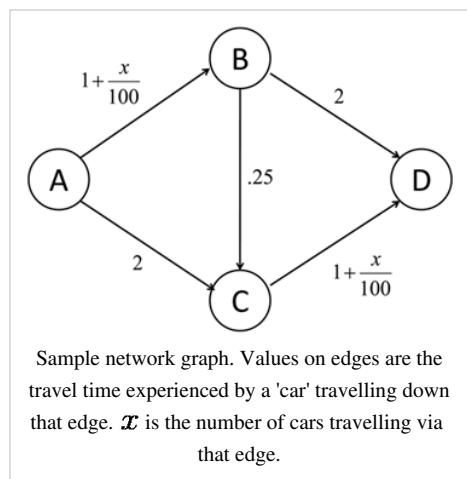 B
1+x/100
2
A
.25
D
2
1+x/100
C
Sample network graph. Values on edges are the
travel time experienced by a 'car' travelling down
that edge. x is the number of cars travelling via
that edge.